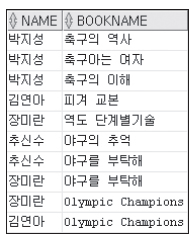 NAME BOOKNAME
박지성 축구의 역사
박지성 축구아는 여자
박지성 축구의 이해
김연아 피겨 교본
장미란 역도 단계별기술
추신수 야구의 추억
추신수 야구를 부탁해
장미란 야구를 부탁해
장미란 Olympic Champions
김연아 Olympic Champions